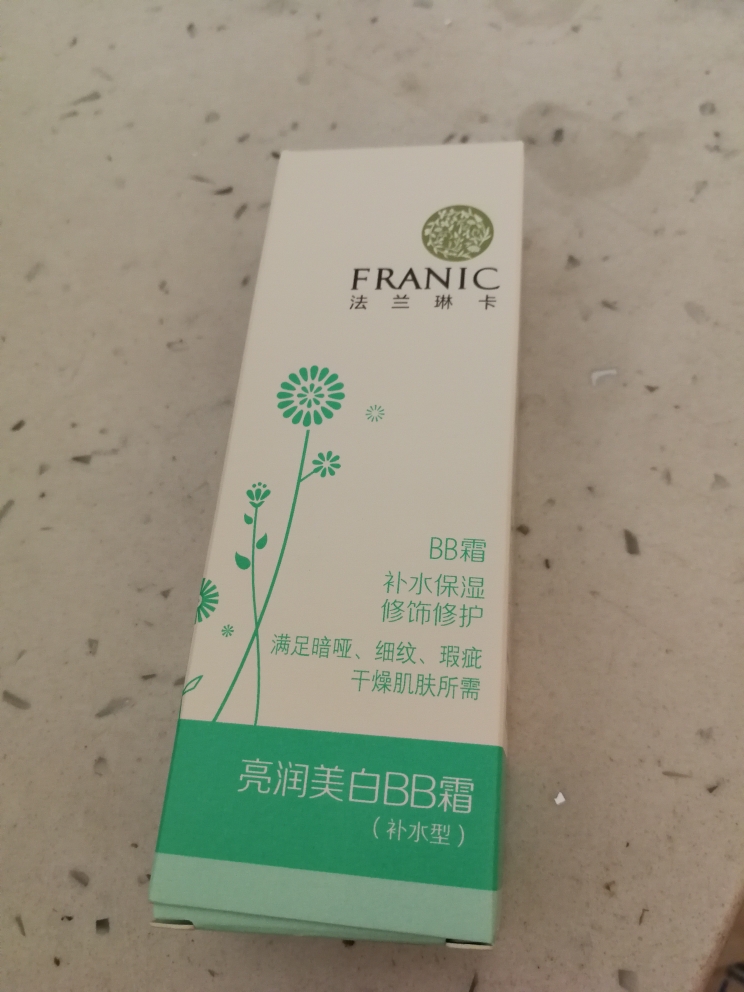 FRANIC
法兰琳卡
BB霜
补水保湿
修饰修护
满足暗哑、细纹、瑕疵
干燥肌肤所需
亮润美白BB霜
（补水型）